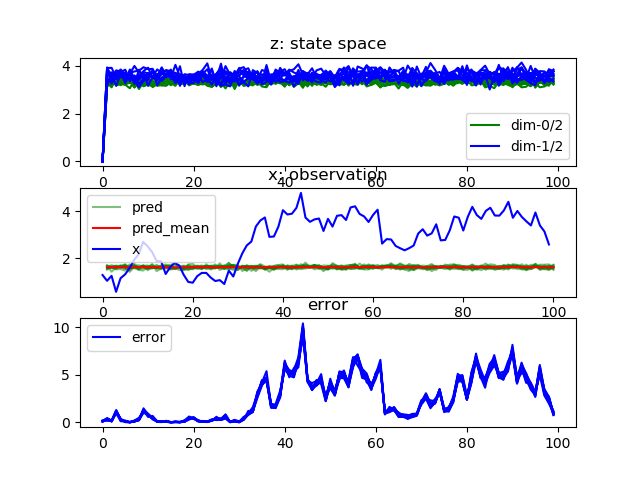 z: state space
4
2
0
dim-0/2
dim-1/2
0 20 40 60 80 100
x: observation
4
2
pred
pred_mean
x
0 20 40 60 80 100
error
10
5
0
error
0 20 40 60 80 100